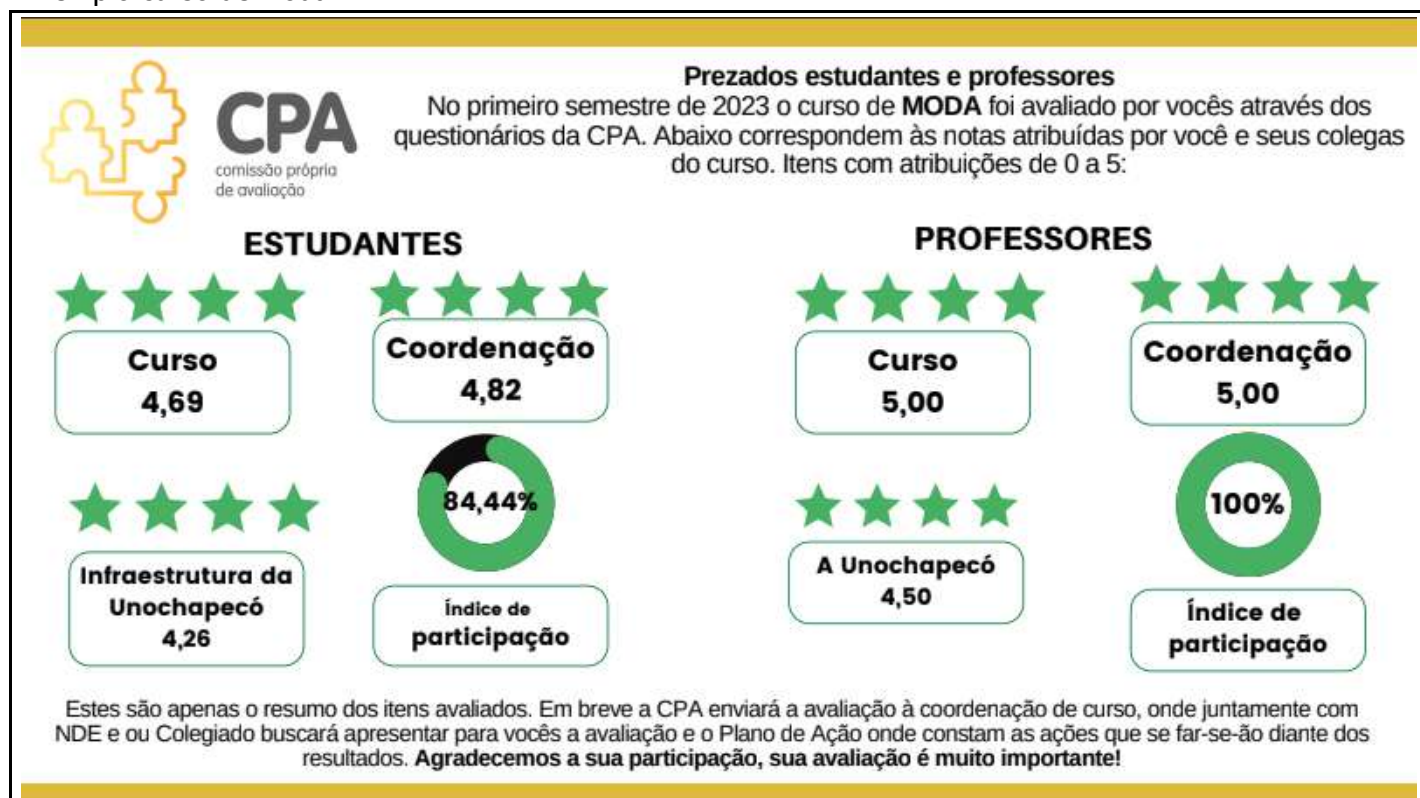 CPA
comissão própria
de avaliação
Prezados estudantes e professores
No primeiro semestre de 2023 o curso de MODA foi avaliado por vocês através dos
questionários da CPA. Abaixo correspondem às notas atribuídas por você e seus colegas
do curso. Itens com atribuições de 0 a 5:
ESTUDANTES
Curso
4,69
Coordenação
4,82
Infraestrutura da
Unochapecó
4,26
84,44%
Índice de
participação
PROFESSORES
Curso
5,00
Coordenação
5,00
A Unochapecó
4,50
100%
Índice de
participação
Estes são apenas o resumo dos itens avaliados. Em breve a CPA enviará a avaliação à coordenação de curso, onde juntamente com
NDE e ou Colegiado buscará apresentar para vocês a avaliação e o Plano de Ação onde constam as ações que se far-se-ão diante dos
resultados. Agradecemos a sua participação, sua avaliação é muito importante!